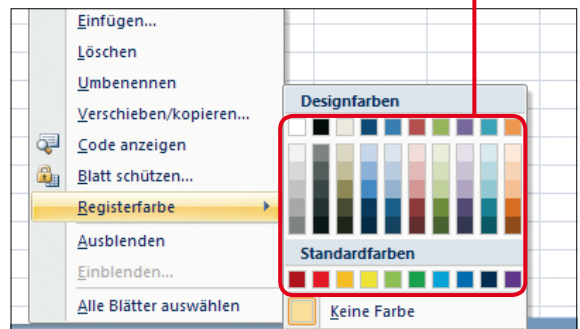 Einfügen...
Löschen
Umbenennen
Verschieben/kopieren...
Code anzeigen
Blatt schützen...
Registerfarbe
Ausblenden
Einblenden...
Alle Blätter auswählen
Designfarben
Standardfarben
Keine Farbe